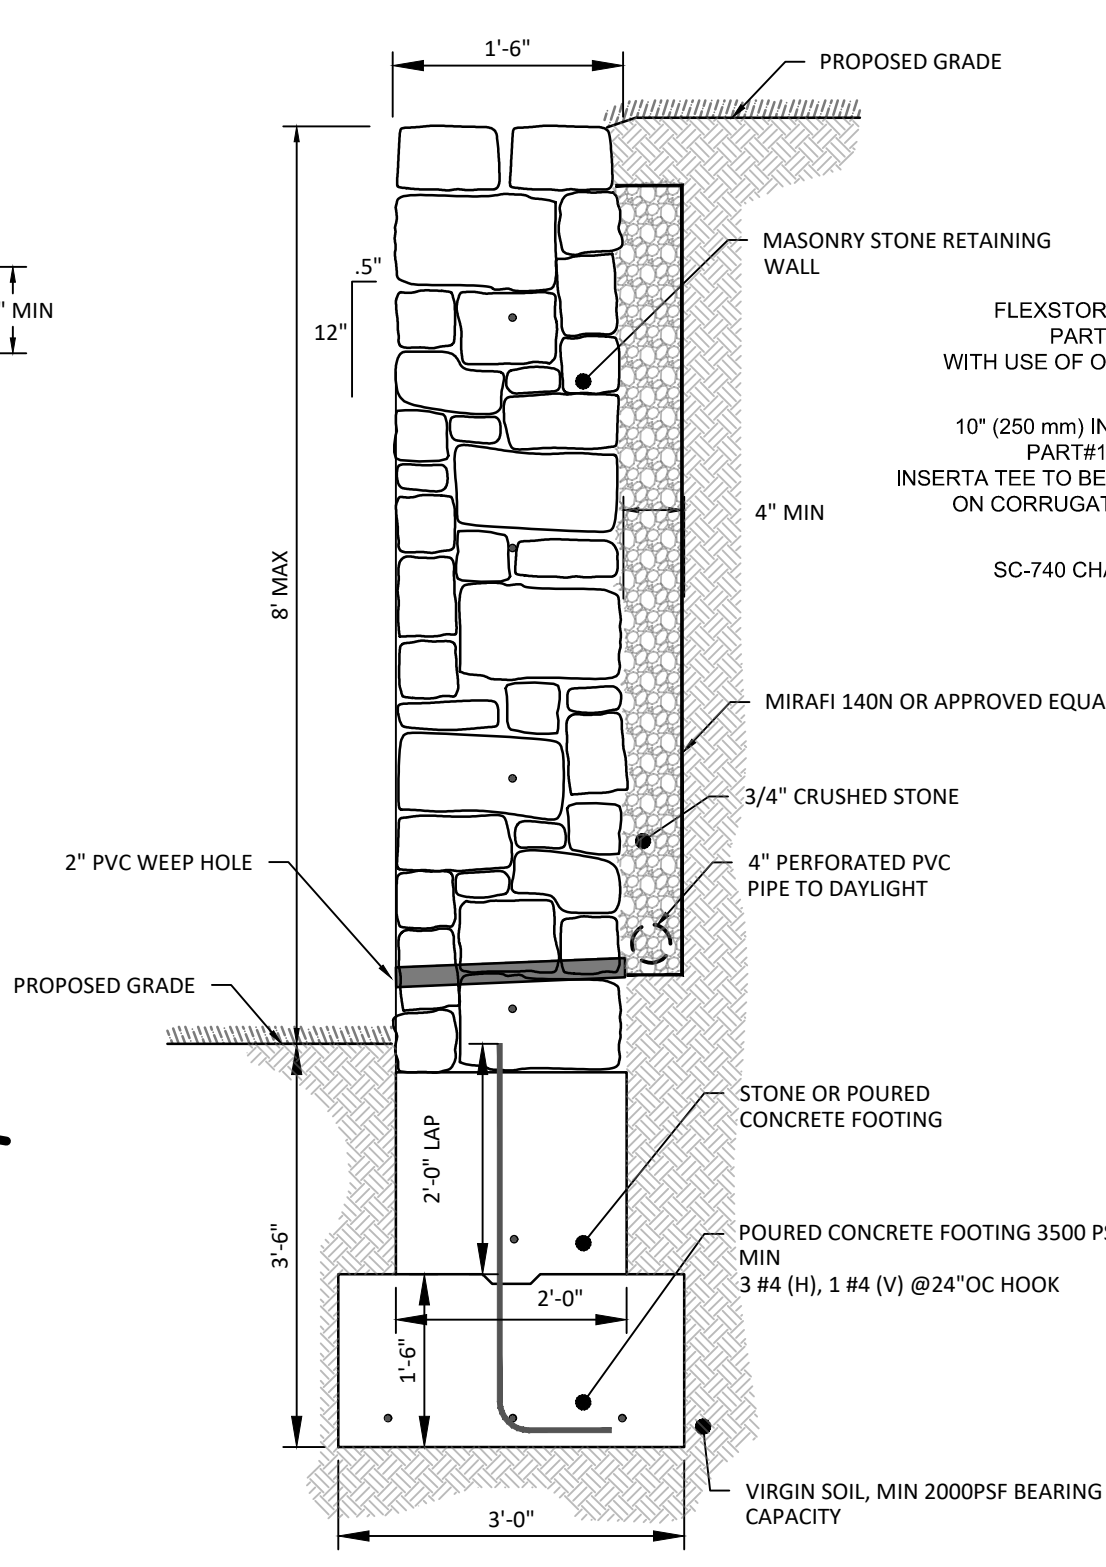 1'-6"
PROPOSED GRADE
MASONRY STONE RETAINING
WALL
.5"
12"
" MIN
FLEXSTOR
PART
WITH USE OF O
10" (250 mm) IN
PART#1
INSERTA TEE TO BE
ON CORRUGAT
4" MIN
SC-740 CHA
8' MAX
MIRAFI 140N OR APPROVED EQUA
3/4" CRUSHED STONE
2" PVC WEEP HOLE
4" PERFORATED PVC
PIPE TO DAYLIGHT
PROPOSED GRADE
STONE OR POURED
CONCRETE FOOTING
2'-0" LAP
3'-6"
POURED CONCRETE FOOTING 3500 PS
MIN
3 #4 (H), 1 #4 (V) @24"OC HOOK
2'-0"
1'-6"
VIRGIN SOIL, MIN 2000PSF BEARING
CAPACITY
3'-0"